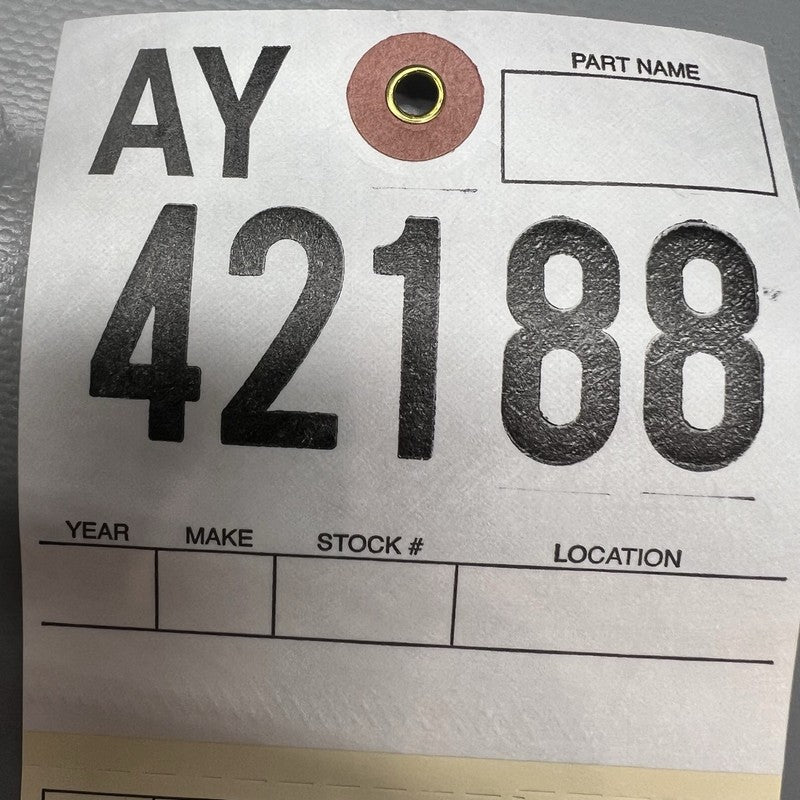 AY
PART NAME
42188
YEAR MAKE STOCK # LOCATION